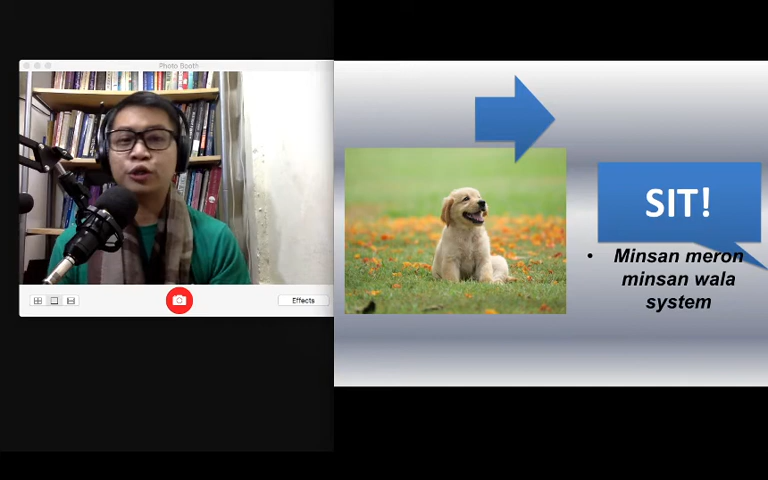 Photo Booth
Effects
SIT!
• Minsan meron
minsan wala
system